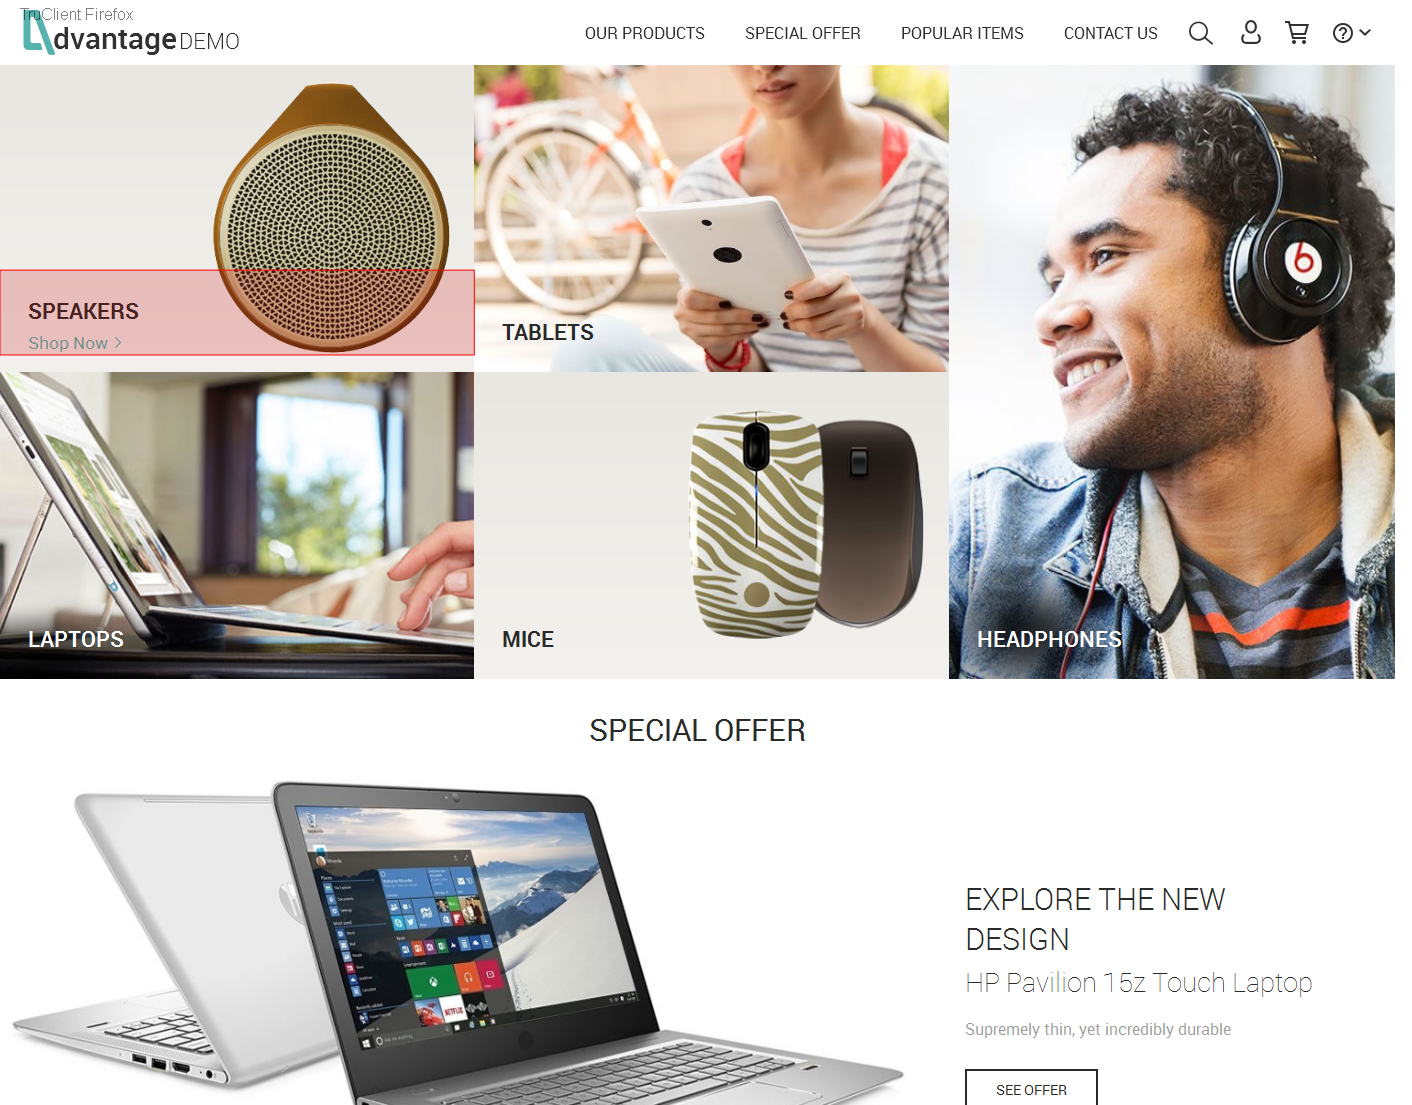 TruClient Firefox
dvantage DEMO
OUR PRODUCTS
SPECIAL OFFER
POPULAR ITEMS
CONTACT US
SPEAKERS
Shop Now
TABLETS
LAPTOPS
MICE
HEADPHONES
SPECIAL OFFER
EXPLORE THE NEW
DESIGN
HP Pavilion 15z Touch Laptop
Supremely thin, yet incredibly durable
SEE OFFER
NETFLIX